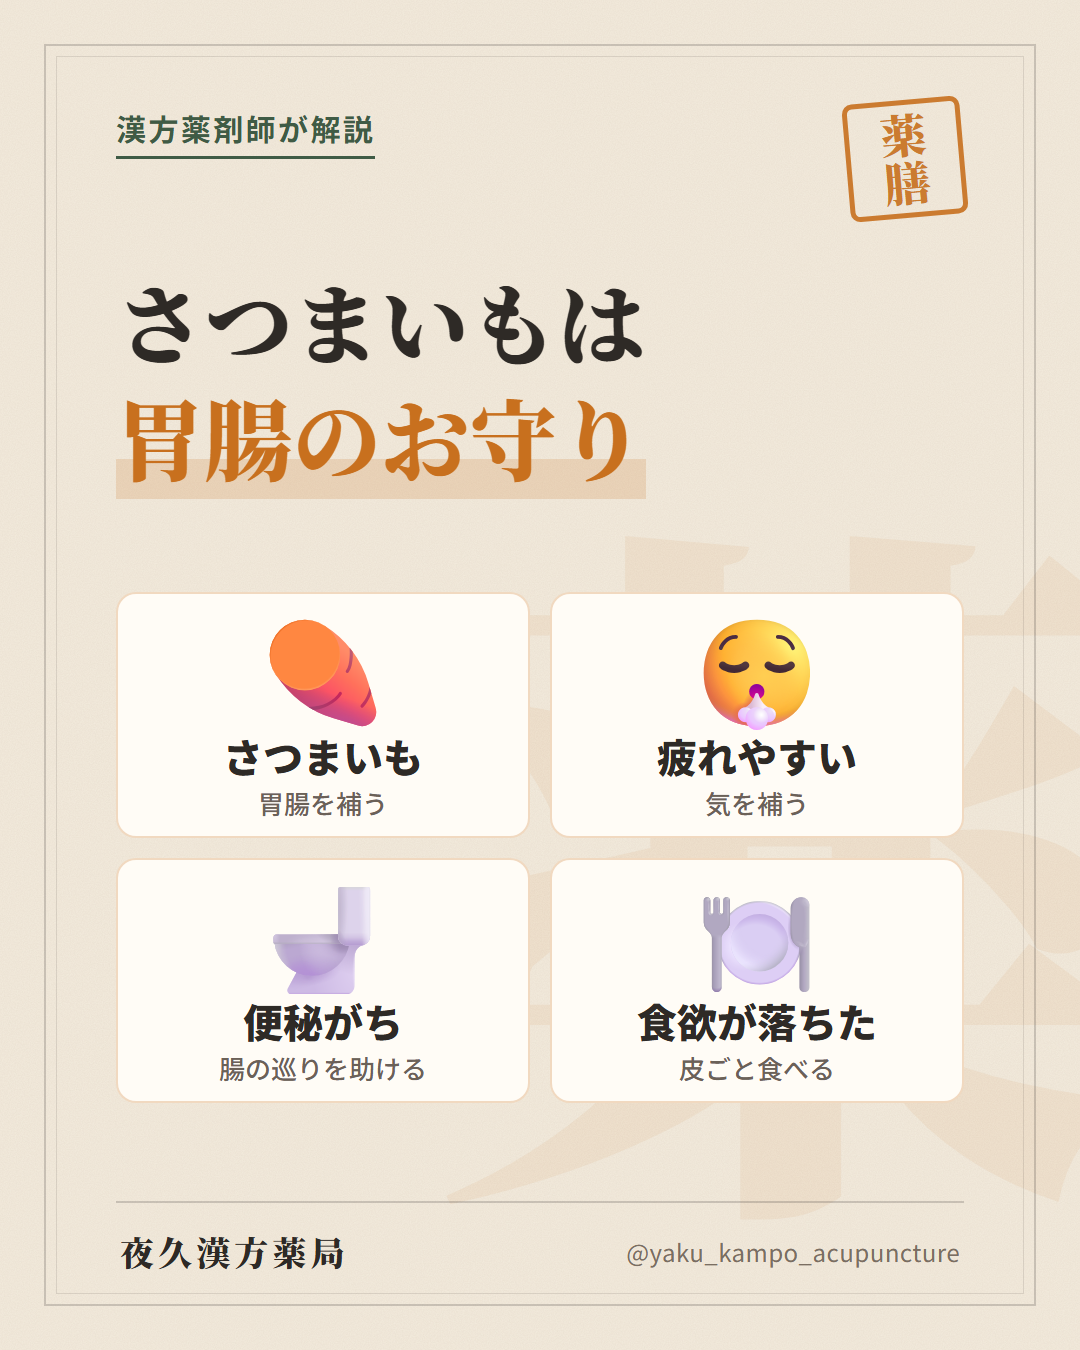 漢方薬剤師が解説
薬
膳
さつまいもは
胃腸のお守り
さつまいも
胃腸を補う
疲れやすい
気を補う
便秘がち
腸の巡りを助ける
食欲が落ちた
皮ごと食べる
夜久漢方薬局
@yaku_kampo_acupuncture
薬